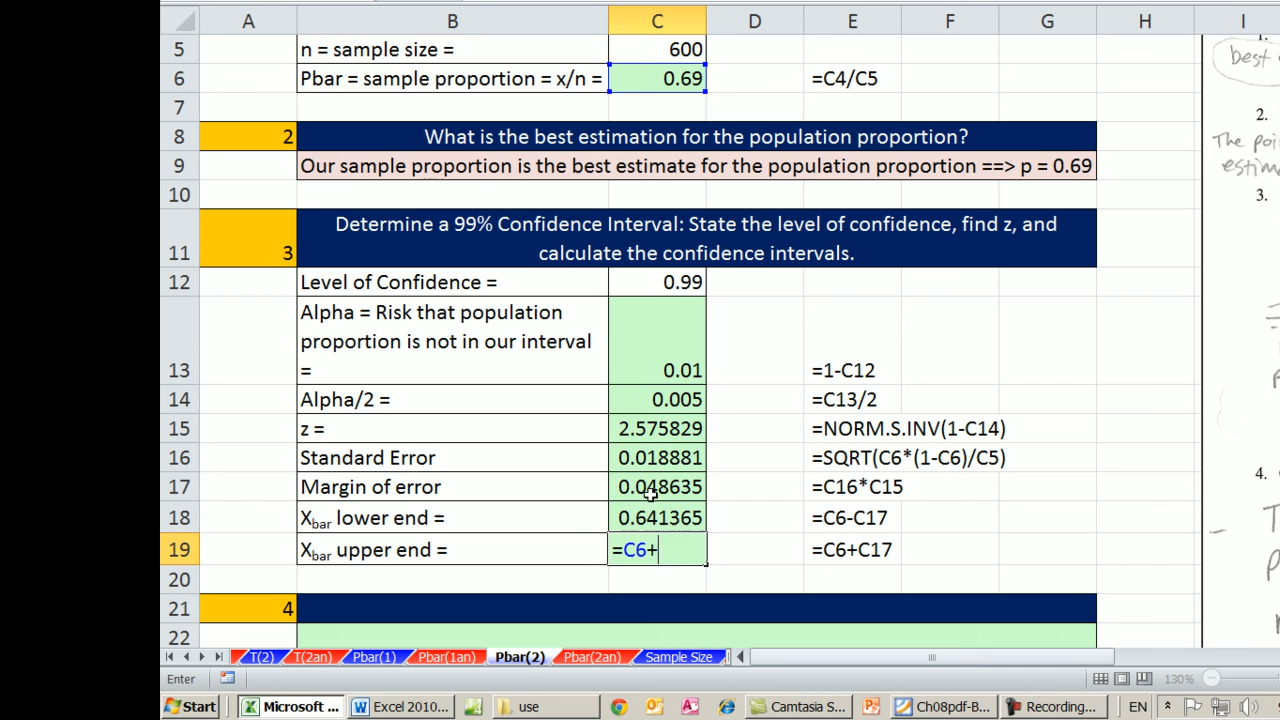 A B C D E F G H I
5 n = sample size = 600
6 Pbar = sample proportion = x/n = 0.69 =C4/C5
7
8 2 What is the best estimation for the population proportion?
9 Our sample proportion is the best estimate for the population proportion ==> p = 0.69
10
Determine a 99% Confidence Interval: State the level of confidence, find z, and
11 3 calculate the confidence intervals.
12 Level of Confidence = 0.99
Alpha = Risk that population
proportion is not in our interval
13 = 0.01 =1-C12
14 Alpha/2 = 0.005 =C13/2
15 z = 2.575829 =NORM.S.INV(1-C14)
16 Standard Error 0.018881 =SQRT(C6*(1-C6)/C5)
17 Margin of error 0.048635 =C16*C15
18 Xbar lower end = 0.641365 =C6-C17
19 Xbar upper end = =C6+ =C6+C17
20
21 4
22
best
2.
The poi
estim
3.
4.
T(2) T(2an) Pbar(1) Pbar(1an) Pbar(2) Pbar(2an) Sample Size
Enter 130%
Start Microsoft ... Excel 2010... use Camtasia S... Ch08pdf-B... Recording... EN